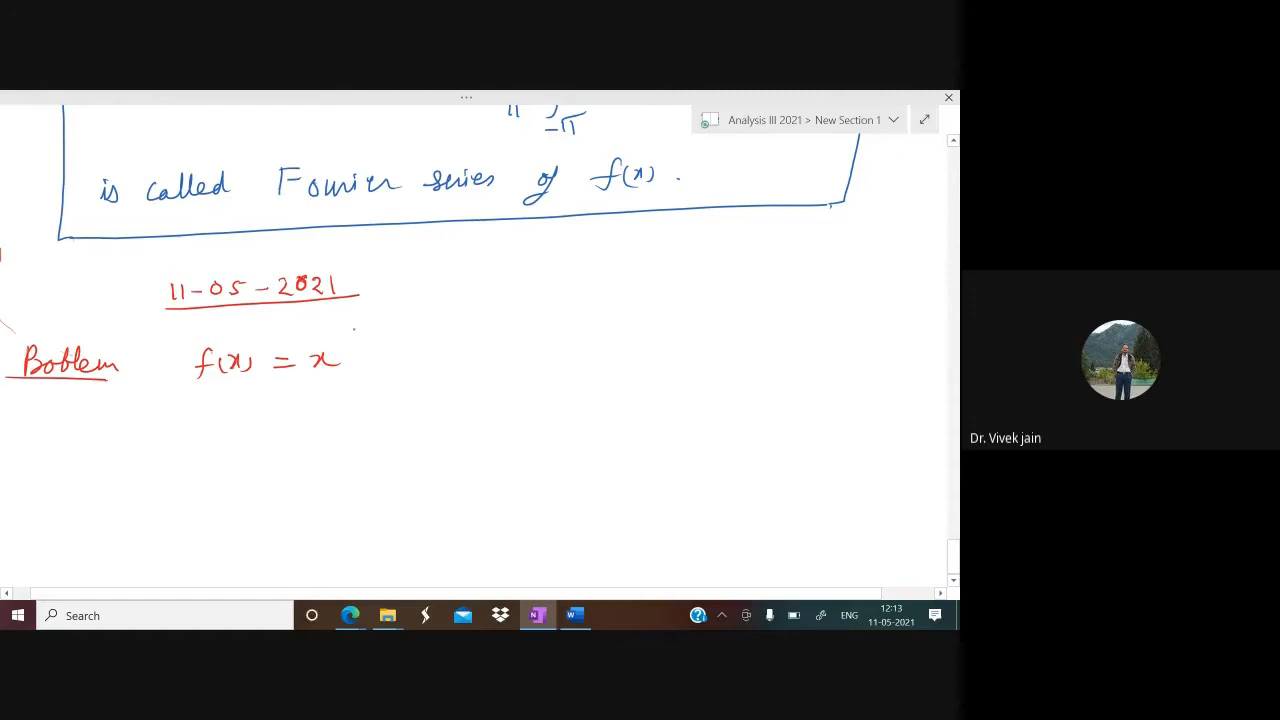 π ∫
-π
Analysis III 2021 > New Section 1
is called Fourier series of f(x).
11-05-2021
Problem f(x) = x
Dr. Vivek jain
Search
ENG
12:13
11-05-2021